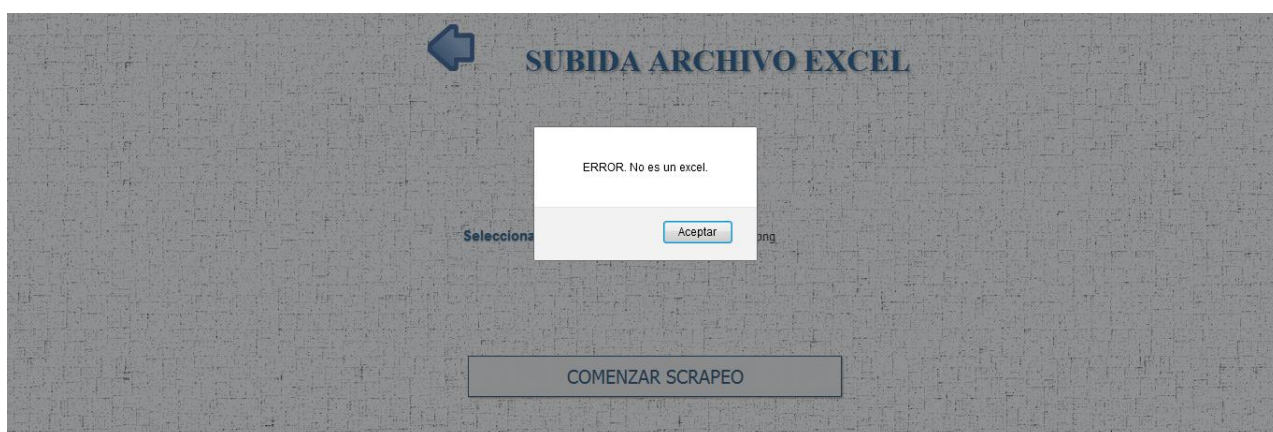 SUBIDA ARCHIVO EXCEL
ERROR. No es un excel.
Selecciona
Aceptar
png
COMENZAR SCRAPEO